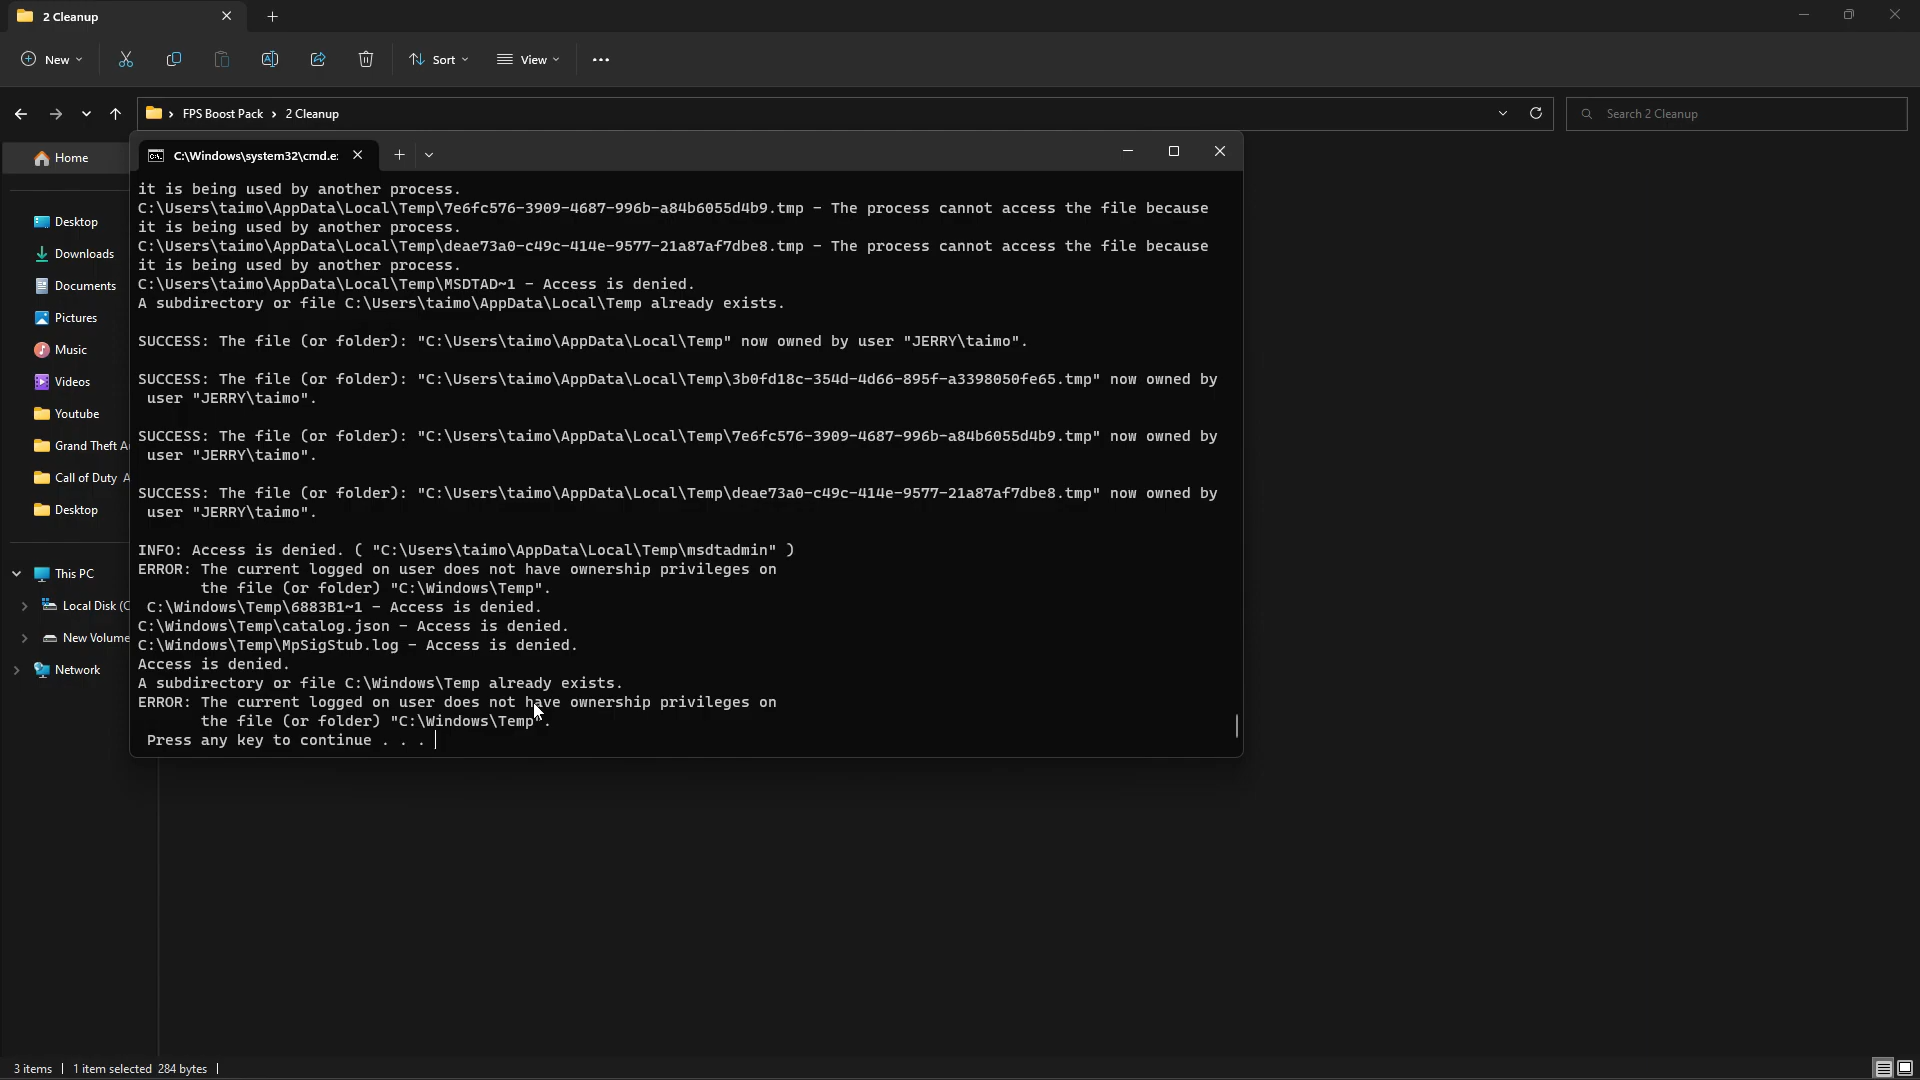 2 Cleanup
New
Sort
View
FPS Boost Pack > 2 Cleanup
Search 2 Cleanup
Home
Desktop
Downloads
Documents
Pictures
Music
Videos
Youtube
Grand Theft A
Call of Duty A
Desktop
This PC
Local Disk (C
New Volume
Network
C:\Windows\system32\cmd.e:
it is being used by another process.
C:\Users\taimo\AppData\Local\Temp\7e6fc576-3909-4687-996b-a84b6055d4b9.tmp - The process cannot access the file because
it is being used by another process.
C:\Users\taimo\AppData\Local\Temp\deae73a0-c49c-414e-9577-21a87af7dbe8.tmp - The process cannot access the file because
it is being used by another process.
C:\Users\taimo\AppData\Local\Temp\MSDTAD~1 - Access is denied.
A subdirectory or file C:\Users\taimo\AppData\Local\Temp already exists.
SUCCESS: The file (or folder): "C:\Users\taimo\AppData\Local\Temp" now owned by user "JERRY\taimo".
SUCCESS: The file (or folder): "C:\Users\taimo\AppData\Local\Temp\3b0fd18c-354d-4d66-895f-a3398050fe65.tmp" now owned by
user "JERRY\taimo".
SUCCESS: The file (or folder): "C:\Users\taimo\AppData\Local\Temp\7e6fc576-3909-4687-996b-a84b6055d4b9.tmp" now owned by
user "JERRY\taimo".
SUCCESS: The file (or folder): "C:\Users\taimo\AppData\Local\Temp\deae73a0-c49c-414e-9577-21a87af7dbe8.tmp" now owned by
user "JERRY\taimo".
INFO: Access is denied. ( "C:\Users\taimo\AppData\Local\Temp\msdtadmin" )
ERROR: The current logged on user does not have ownership privileges on
the file (or folder) "C:\Windows\Temp".
C:\Windows\Temp\6883B1~1 - Access is denied.
C:\Windows\Temp\catalog.json - Access is denied.
C:\Windows\Temp\MpSigStub.log - Access is denied.
Access is denied.
A subdirectory or file C:\Windows\Temp already exists.
ERROR: The current logged on user does not have ownership privileges on
the file (or folder) "C:\Windows\Temp".
Press any key to continue . . .
3 items | 1 item selected 284 bytes |